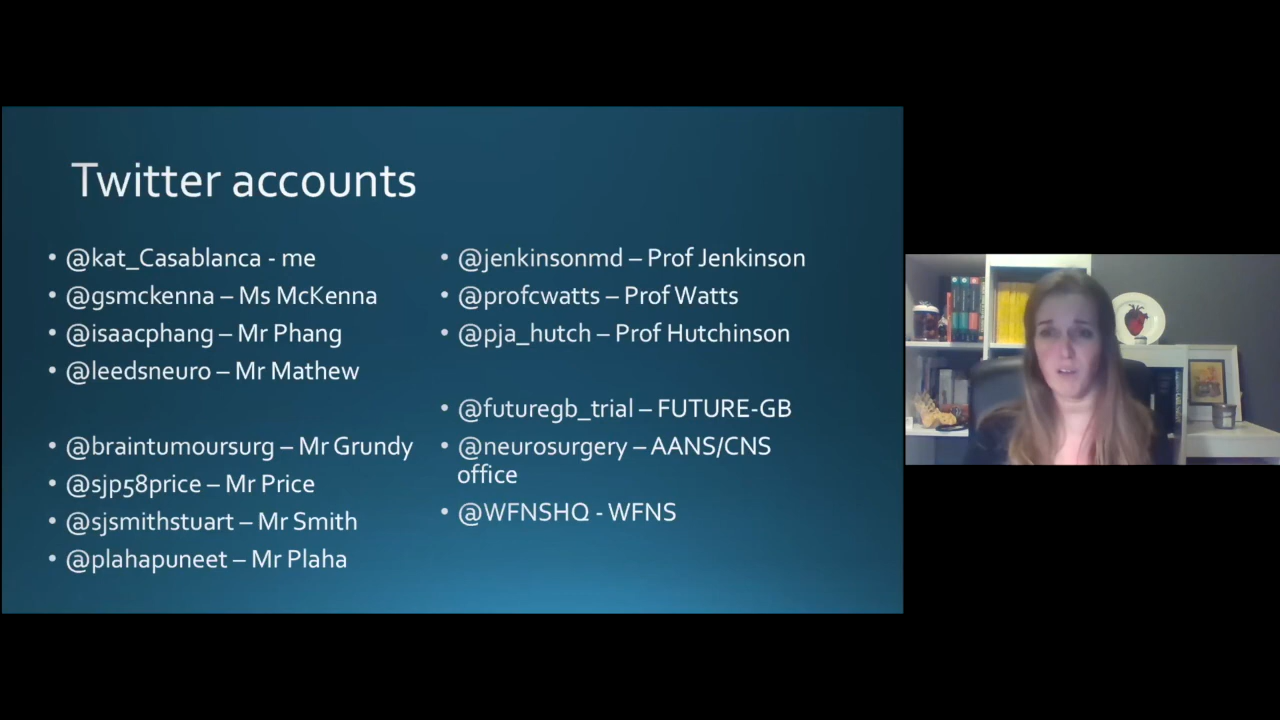 Twitter accounts
• @kat_Casablanca - me
• @gsmckenna – Ms McKenna
• @isaacphang – Mr Phang
• @leedsneuro – Mr Mathew
• @braintumoursurg – Mr Grundy
• @sjp58price – Mr Price
• @sjsmithstuart – Mr Smith
• @plahapuneet – Mr Plaha
• @jenkinsonmd – Prof Jenkinson
• @profcwatts – Prof Watts
• @pja_hutch – Prof Hutchinson
• @futuregb_trial – FUTURE-GB
• @neurosurgery – AANS/CNS
office
• @WFNSHQ - WFNS